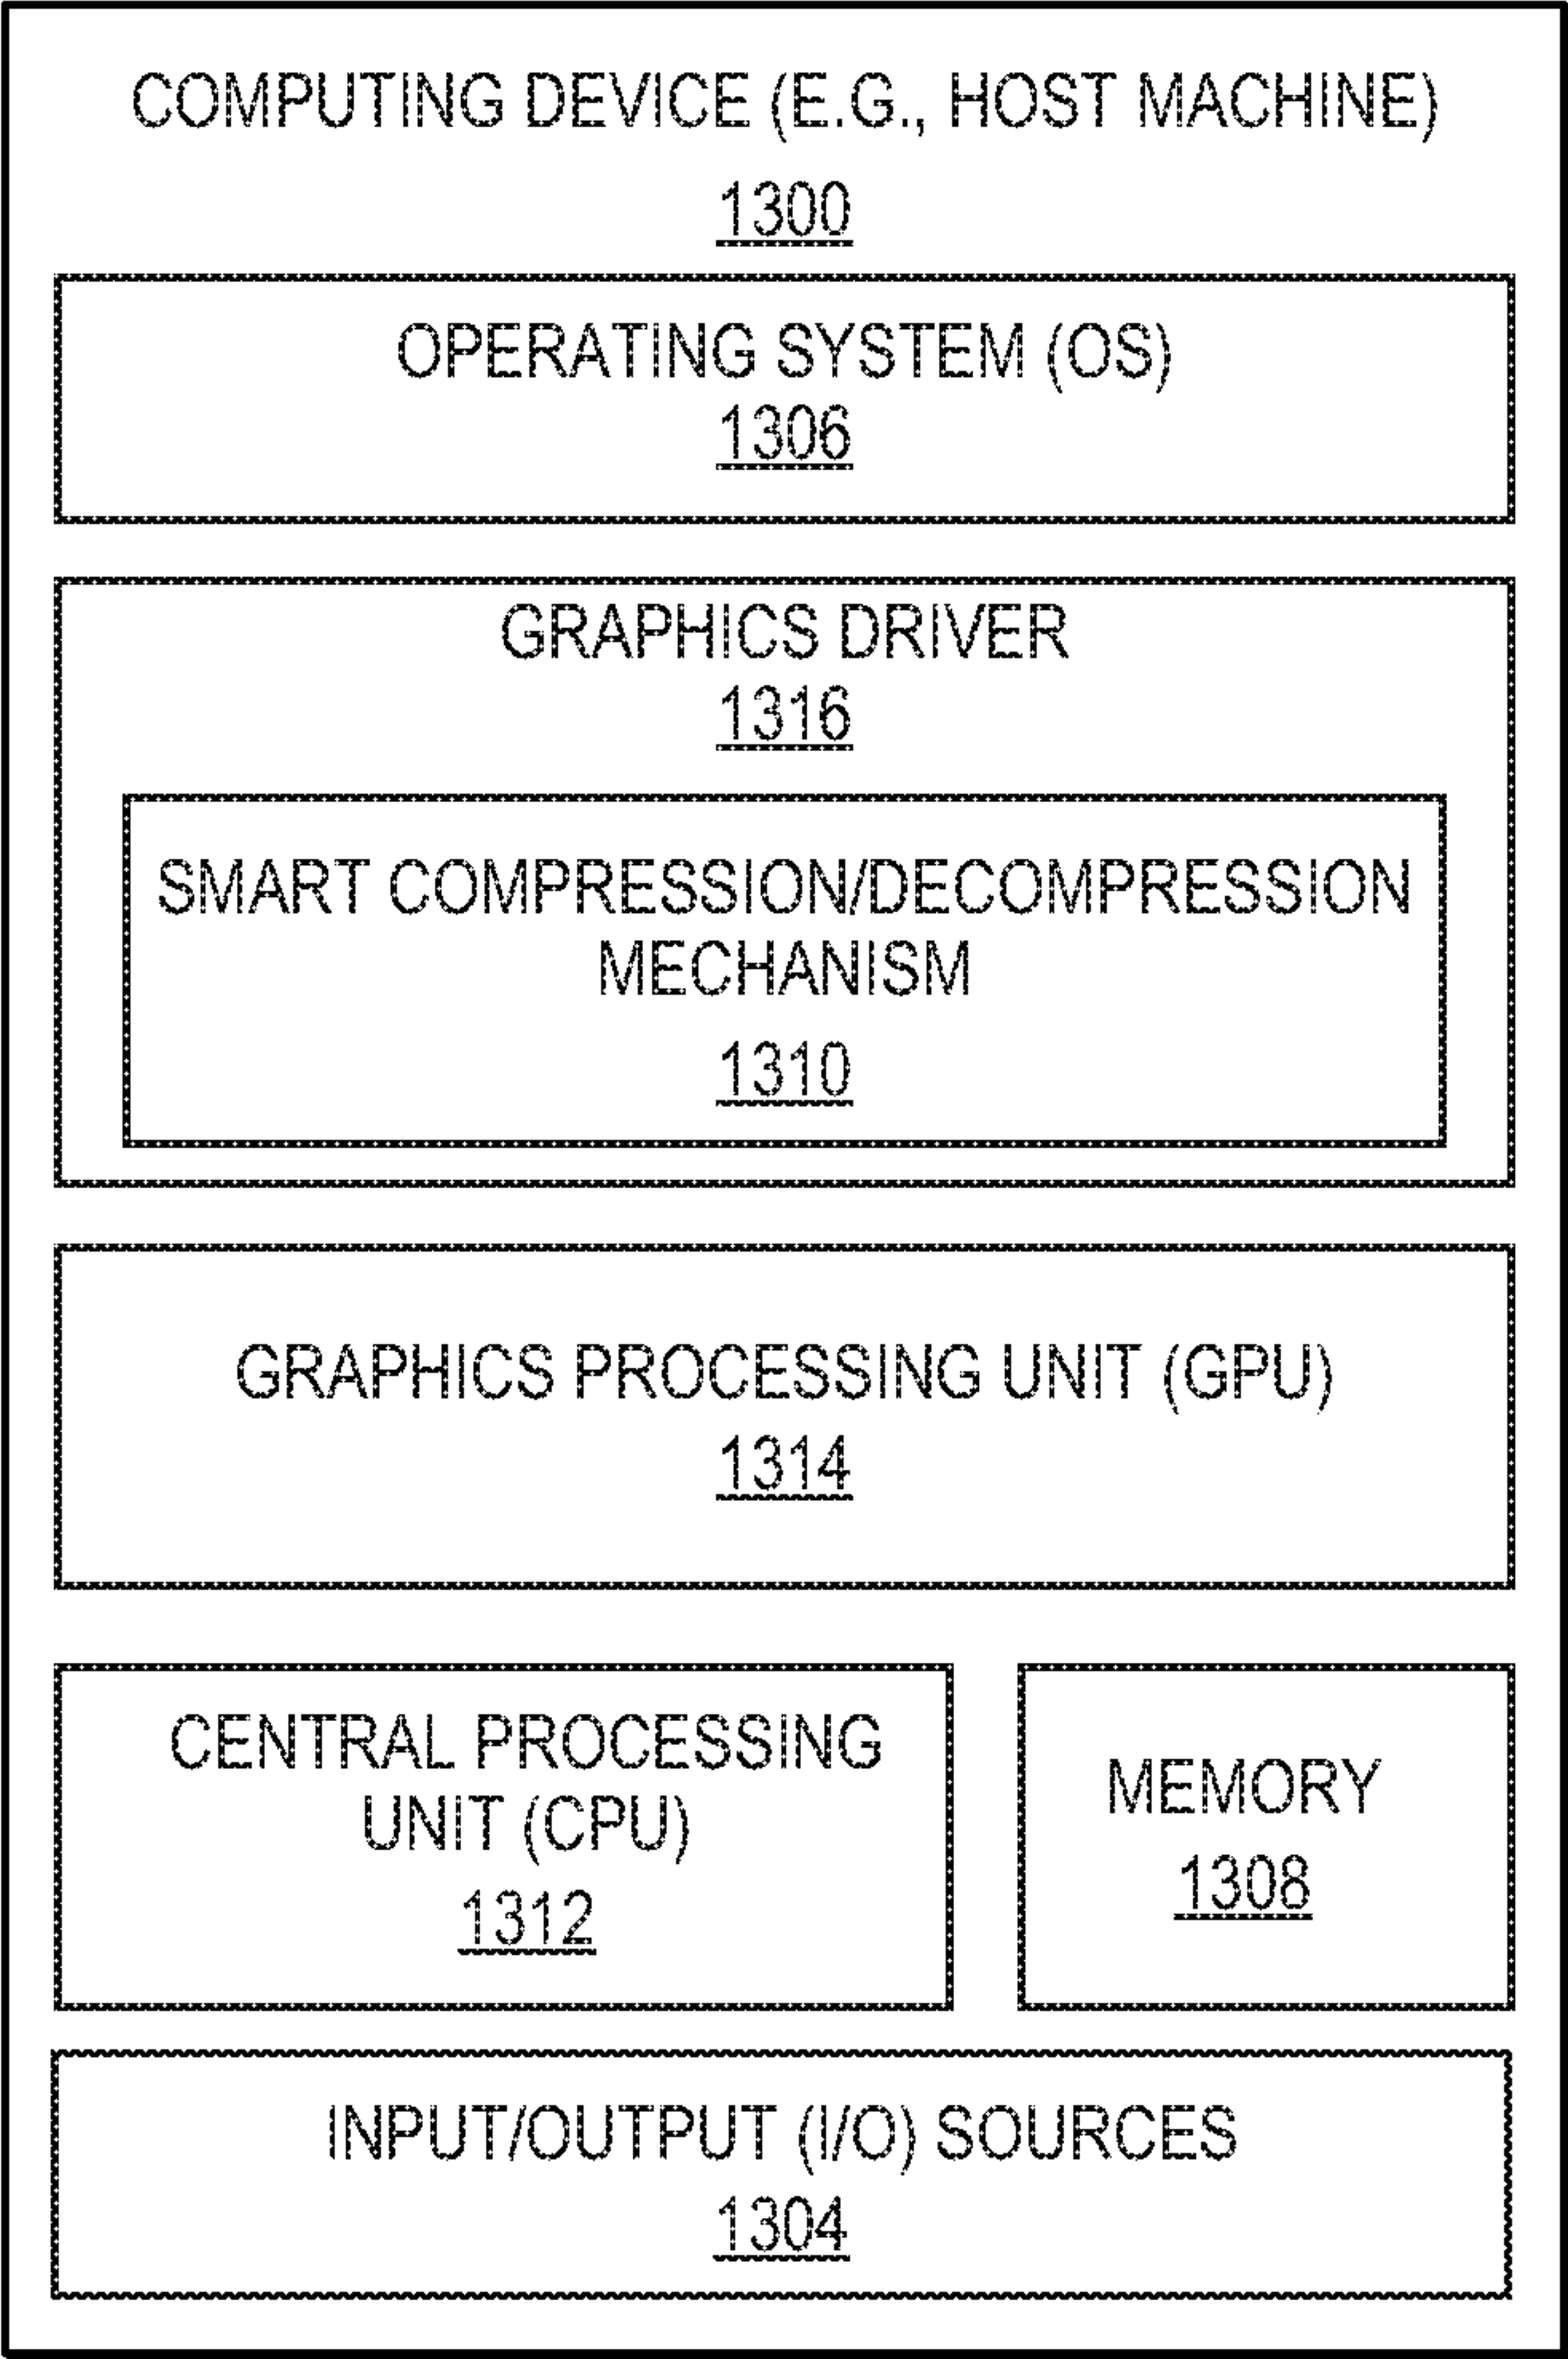 COMPUTING DEVICE (E.G., HOST MACHINE)
1300
OPERATING SYSTEM (OS)
1306
GRAPHICS DRIVER
1316
SMART COMPRESSION/DECOMPRESSION
MECHANISM
1310
GRAPHICS PROCESSING UNIT (GPU)
1314
CENTRAL PROCESSING
UNIT (CPU)
1312
MEMORY
1308
INPUT/OUTPUT (I/O) SOURCES
1304